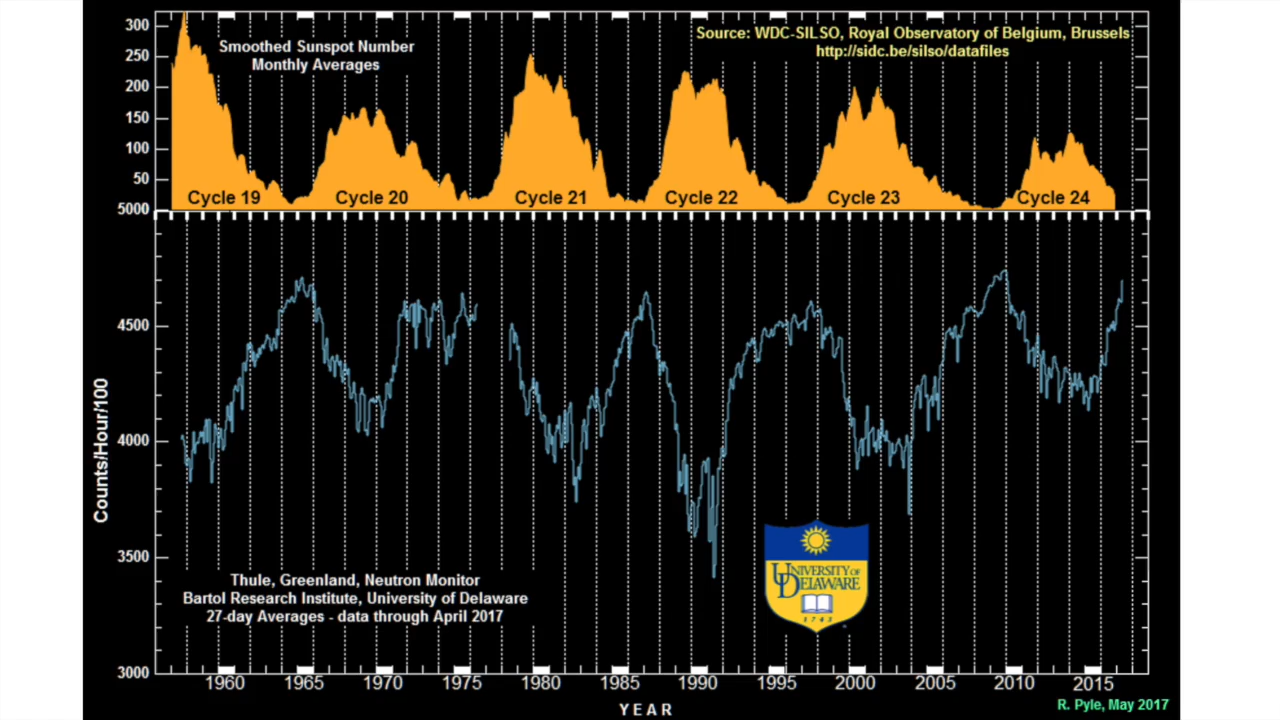 300
250
200
150
100
50
5000
Smoothed Sunspot Number
Monthly Averages
Source: WDC-SILSO, Royal Observatory of Belgium, Brussels
http://sidc.be/silso/datafiles
Cycle 19
Cycle 20
Cycle 21
Cycle 22
Cycle 23
Cycle 24
4500
4000
3500
3000
Counts/Hour/100
Thule, Greenland, Neutron Monitor
Bartol Research Institute, University of Delaware
27-day Averages - data through April 2017
UNIVERSITY OF
DELAWARE
1743
1960 1965 1970 1975 1980 1985 1990 1995 2000 2005 2010 2015
YEAR
R. Pyle, May 2017